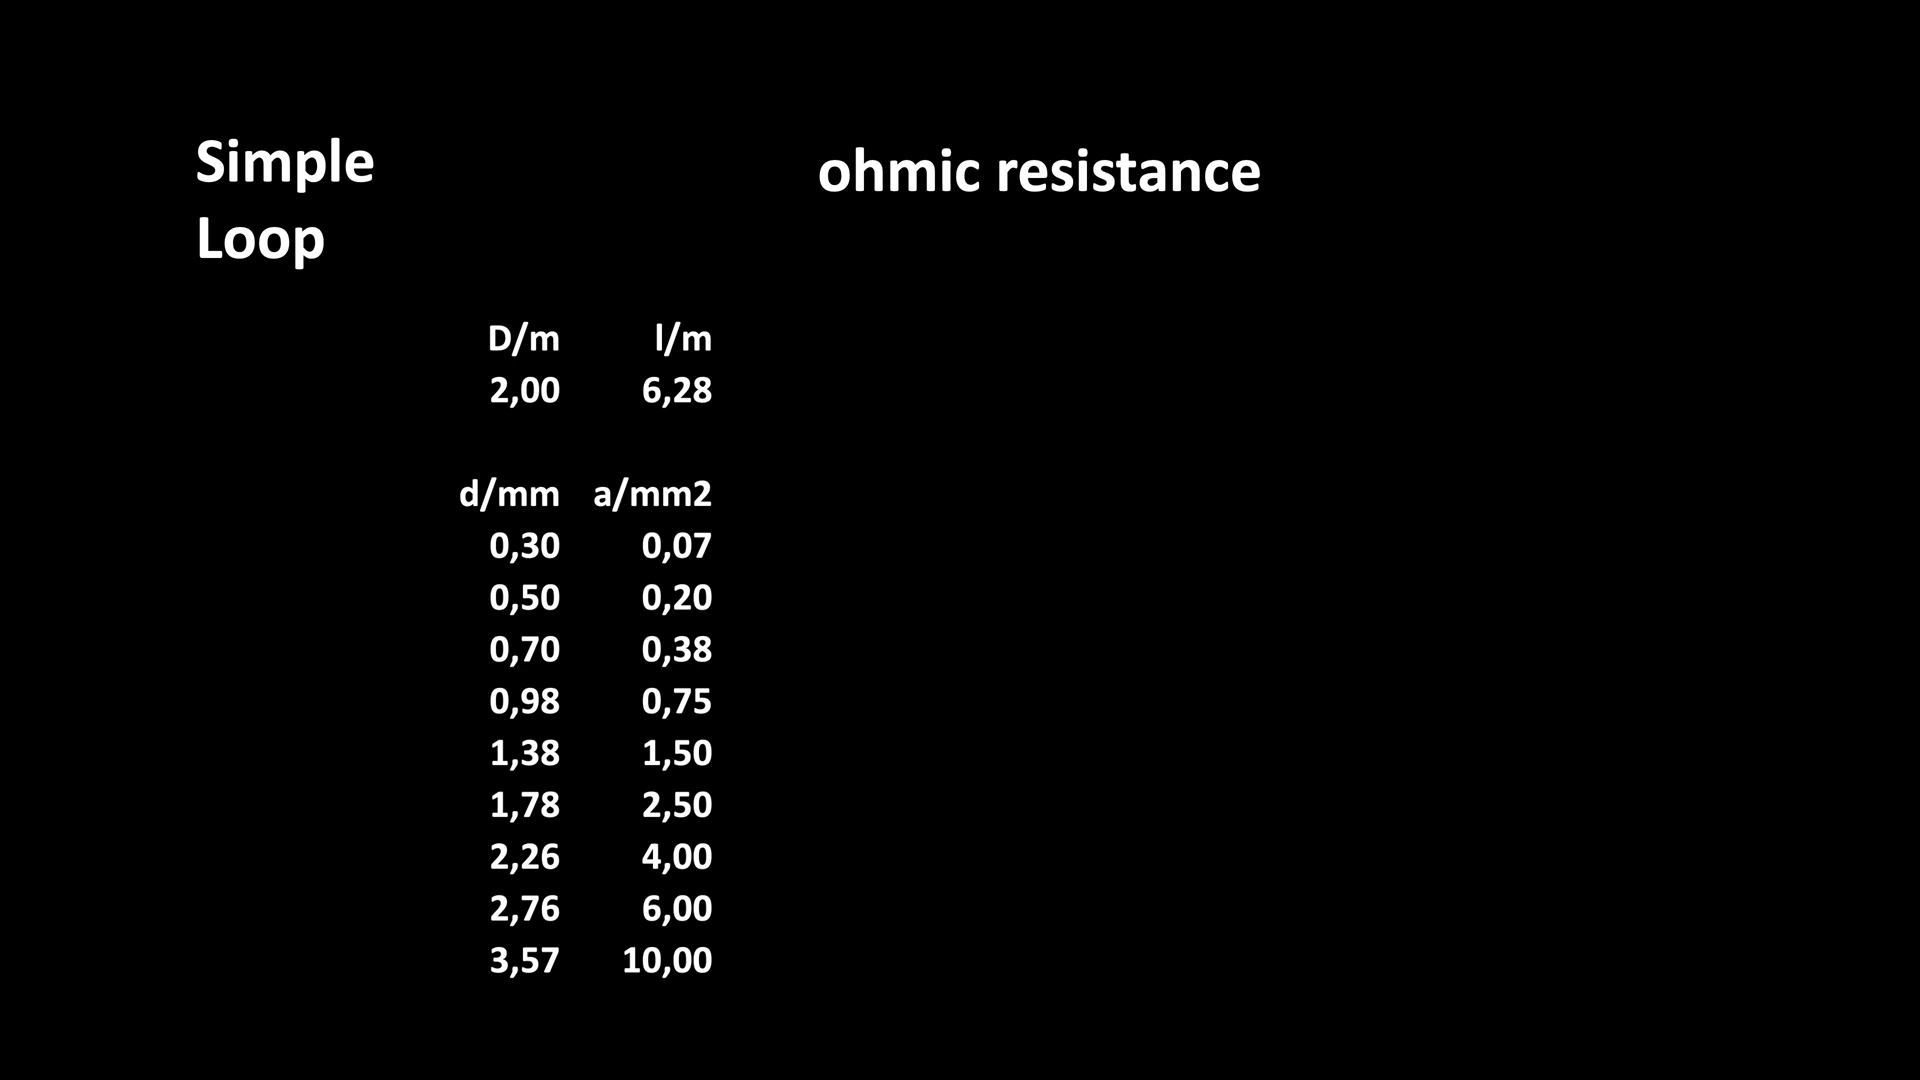 Simple
Loop
ohmic resistance
D/m l/m
2,00 6,28
d/mm a/mm2
0,30 0,07
0,50 0,20
0,70 0,38
0,98 0,75
1,38 1,50
1,78 2,50
2,26 4,00
2,76 6,00
3,57 10,00